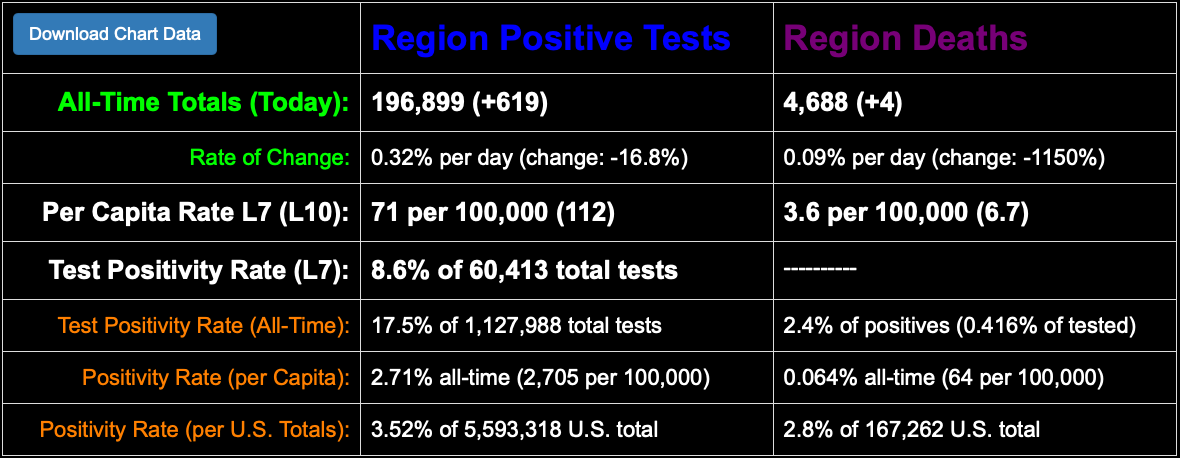 Download Chart Data Region Positive Tests Region Deaths
All-Time Totals (Today): 196,899 (+619) 4,688 (+4)
Rate of Change: 0.32% per day (change: -16.8%) 0.09% per day (change: -1150%)
Per Capita Rate L7 (L10): 71 per 100,000 (112) 3.6 per 100,000 (6.7)
Test Positivity Rate (L7): 8.6% of 60,413 total tests ----------
Test Positivity Rate (All-Time): 17.5% of 1,127,988 total tests 2.4% of positives (0.416% of tested)
Positivity Rate (per Capita): 2.71% all-time (2,705 per 100,000) 0.064% all-time (64 per 100,000)
Positivity Rate (per U.S. Totals): 3.52% of 5,593,318 U.S. total 2.8% of 167,262 U.S. total